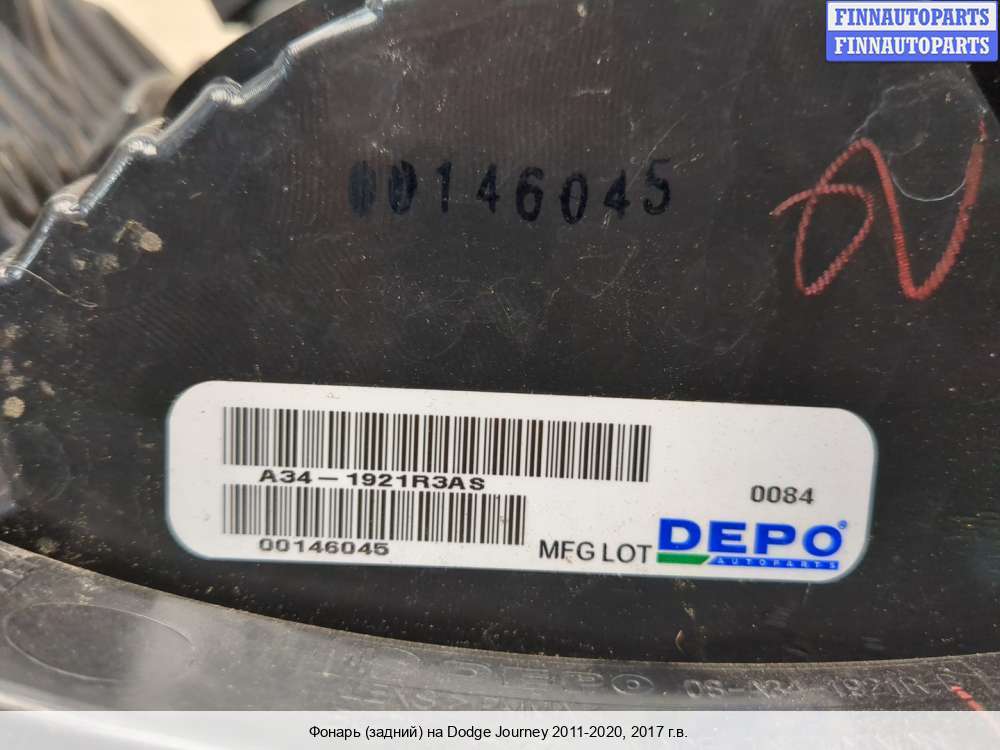 FINNAUTOPARTS
FINNAUTOPARTS
00146045
A34-1921R3AS
0084
00146045
MFG LOT DEPO®
AUTOPARTS
DEPO
Фонарь (задний) на Dodge Journey 2011-2020, 2017 г.в.